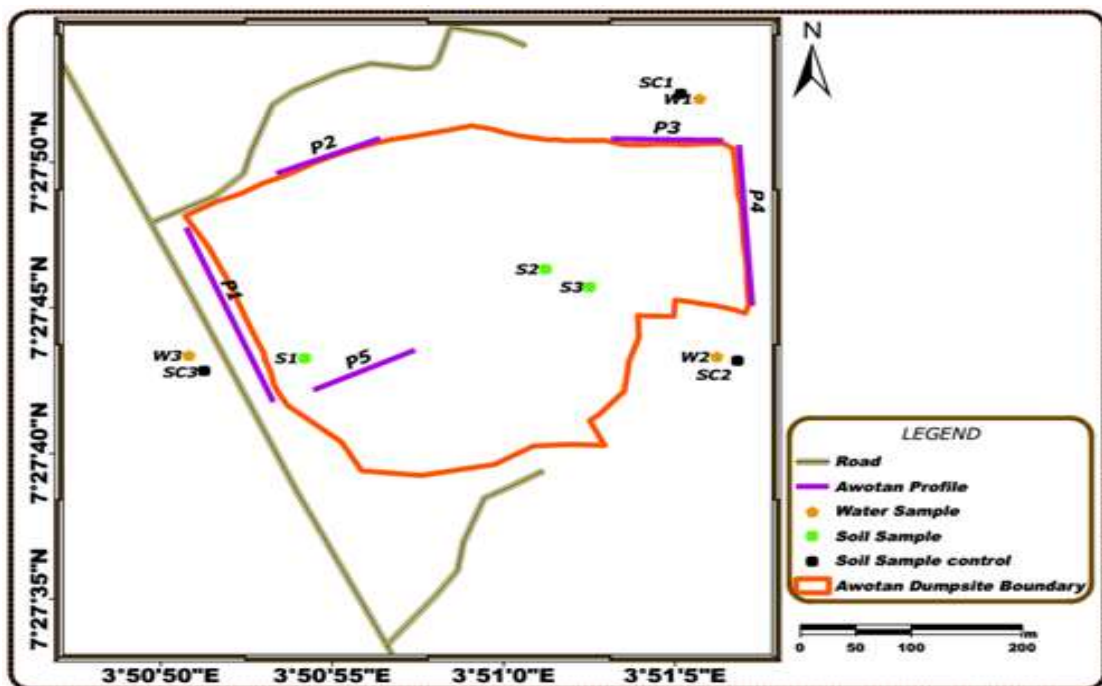 N
SC1
W1
P2
P3
7°27'50"N
P4
S2
S3
P1
7°27'45"N
W3
S1
P5
W2
SC3
SC2
LEGEND
7°27'40"N
Road
Awotan Profile
Water Sample
Soil Sample
Soil Sample control
7°27'35"N
Awotan Dumpsite Boundary
0 50 100 200 m
3°50'50"E 3°50'55"E 3°51'0"E 3°51'5"E